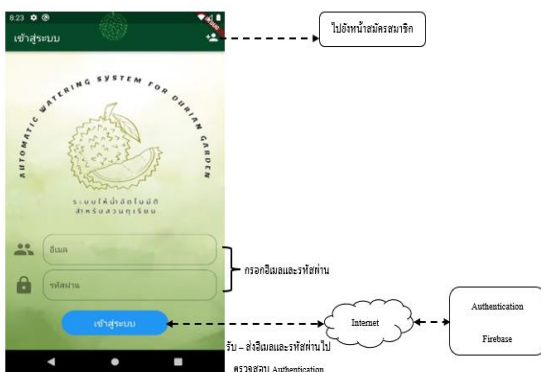 8:23
เข้าสู่ระบบ
ไปยังหน้าสมัครสมาชิก
AUTOMATIC WATERING SYSTEM FOR DURIAN GARDEN
ระบบให้น้ำอัตโนมัติ
สำหรับสวนทุเรียน
อีเมล
รหัสผ่าน
กรอกอีเมลและรหัสผ่าน
เข้าสู่ระบบ
Internet
Authentication
Firebase
รับ – ส่งอีเมลและรหัสผ่านไป
ตรวจสอบ Authentication